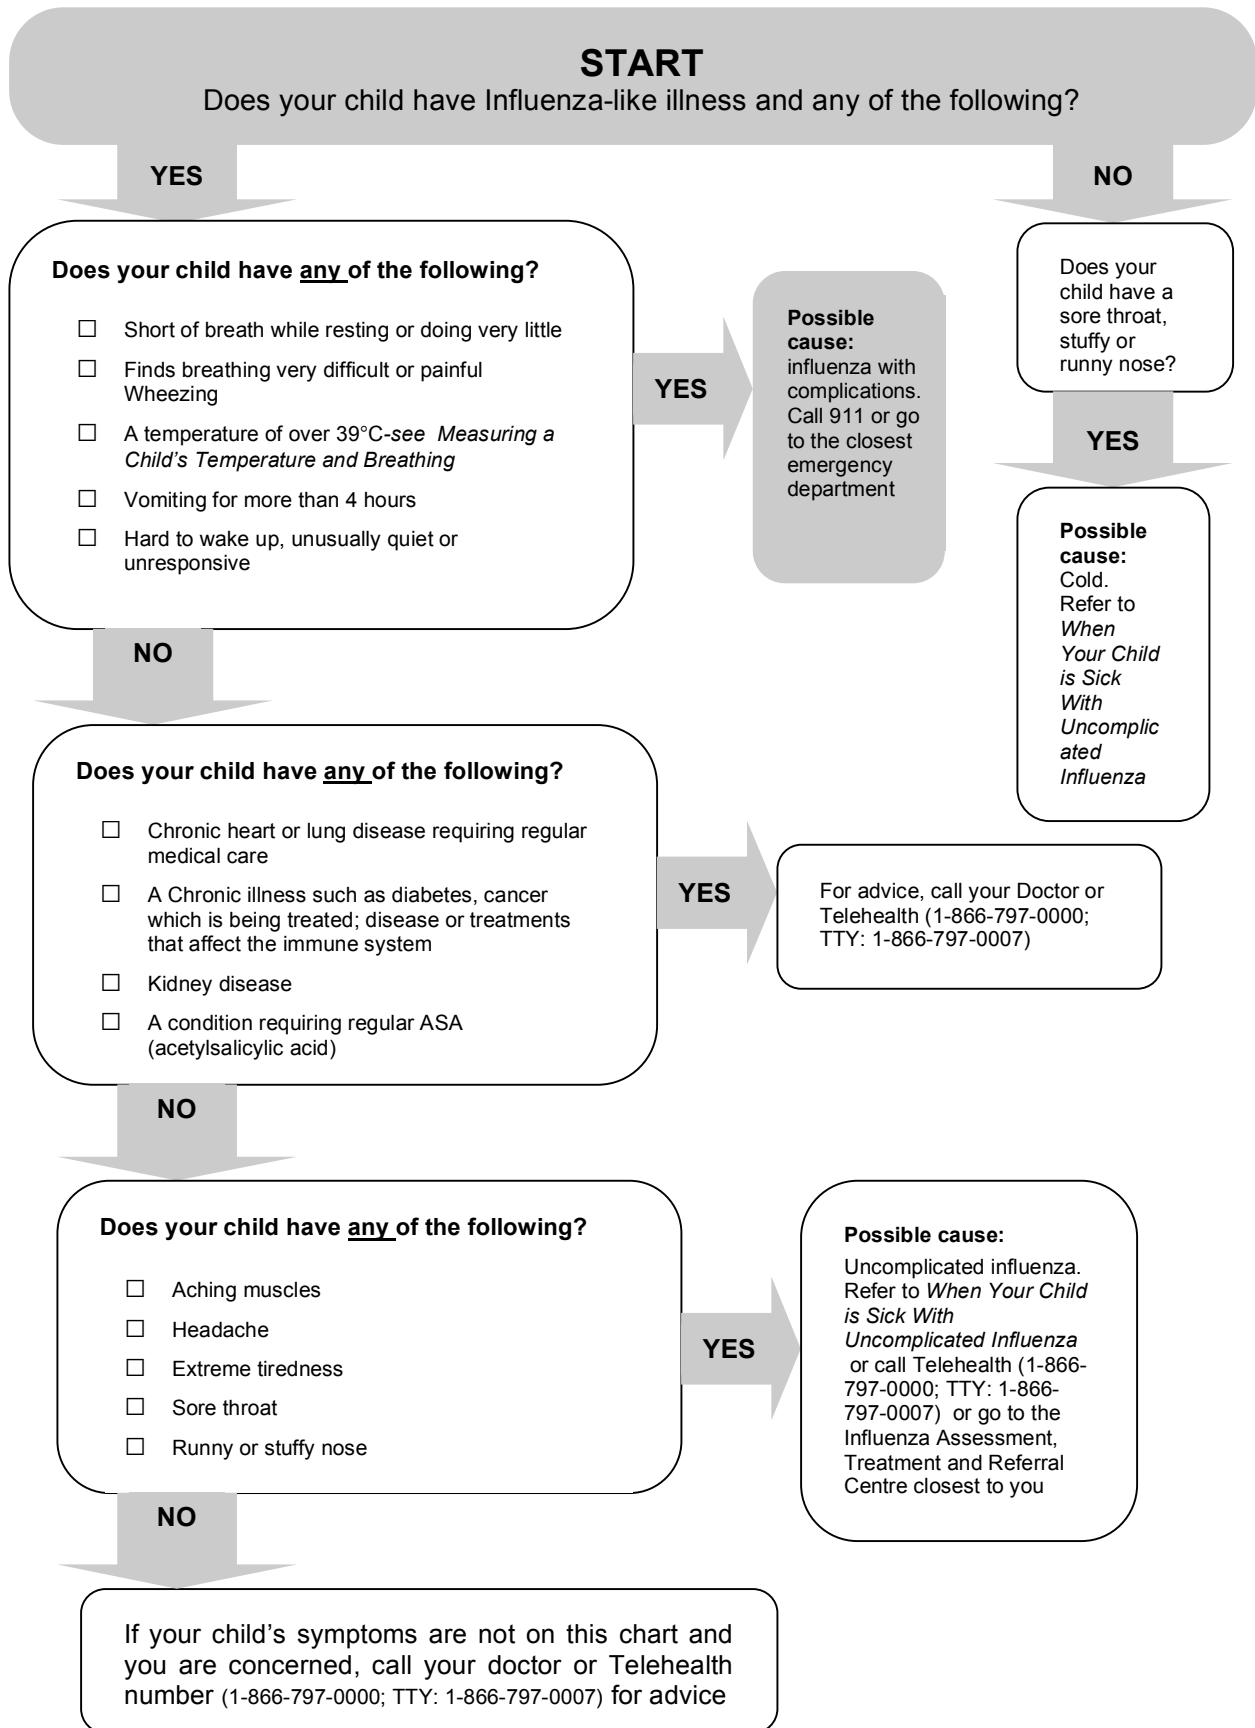 START
Does your child have Influenza-like illness and any of the following?
YES
Does your child have any of the following?
☐ Short of breath while resting or doing very little
☐ Finds breathing very difficult or painful
Wheezing
☐ A temperature of over 39°C-see Measuring a
Child's Temperature and Breathing
☐ Vomiting for more than 4 hours
☐ Hard to wake up, unusually quiet or
unresponsive
YES
Possible
cause:
influenza with
complications.
Call 911 or go
to the closest
emergency
department
NO
Does your
child have a
sore throat,
stuffy or
runny nose?
YES
Possible
cause:
Cold.
Refer to
When
Your Child
is Sick
With
Uncomplic
ated
Influenza
NO
Does your child have any of the following?
☐ Chronic heart or lung disease requiring regular
medical care
☐ A Chronic illness such as diabetes, cancer
which is being treated; disease or treatments
that affect the immune system
☐ Kidney disease
☐ A condition requiring regular ASA
(acetylsalicylic acid)
YES
For advice, call your Doctor or
Telehealth (1-866-797-0000;
TTY: 1-866-797-0007)
NO
Does your child have any of the following?
☐ Aching muscles
☐ Headache
☐ Extreme tiredness
☐ Sore throat
☐ Runny or stuffy nose
YES
Possible cause:
Uncomplicated influenza.
Refer to When Your Child
is Sick With
Uncomplicated Influenza
or call Telehealth (1-866-
797-0000; TTY: 1-866-
797-0007) or go to the
Influenza Assessment,
Treatment and Referral
Centre closest to you
NO
If your child's symptoms are not on this chart and
you are concerned, call your doctor or Telehealth
number (1-866-797-0000; TTY: 1-866-797-0007) for advice